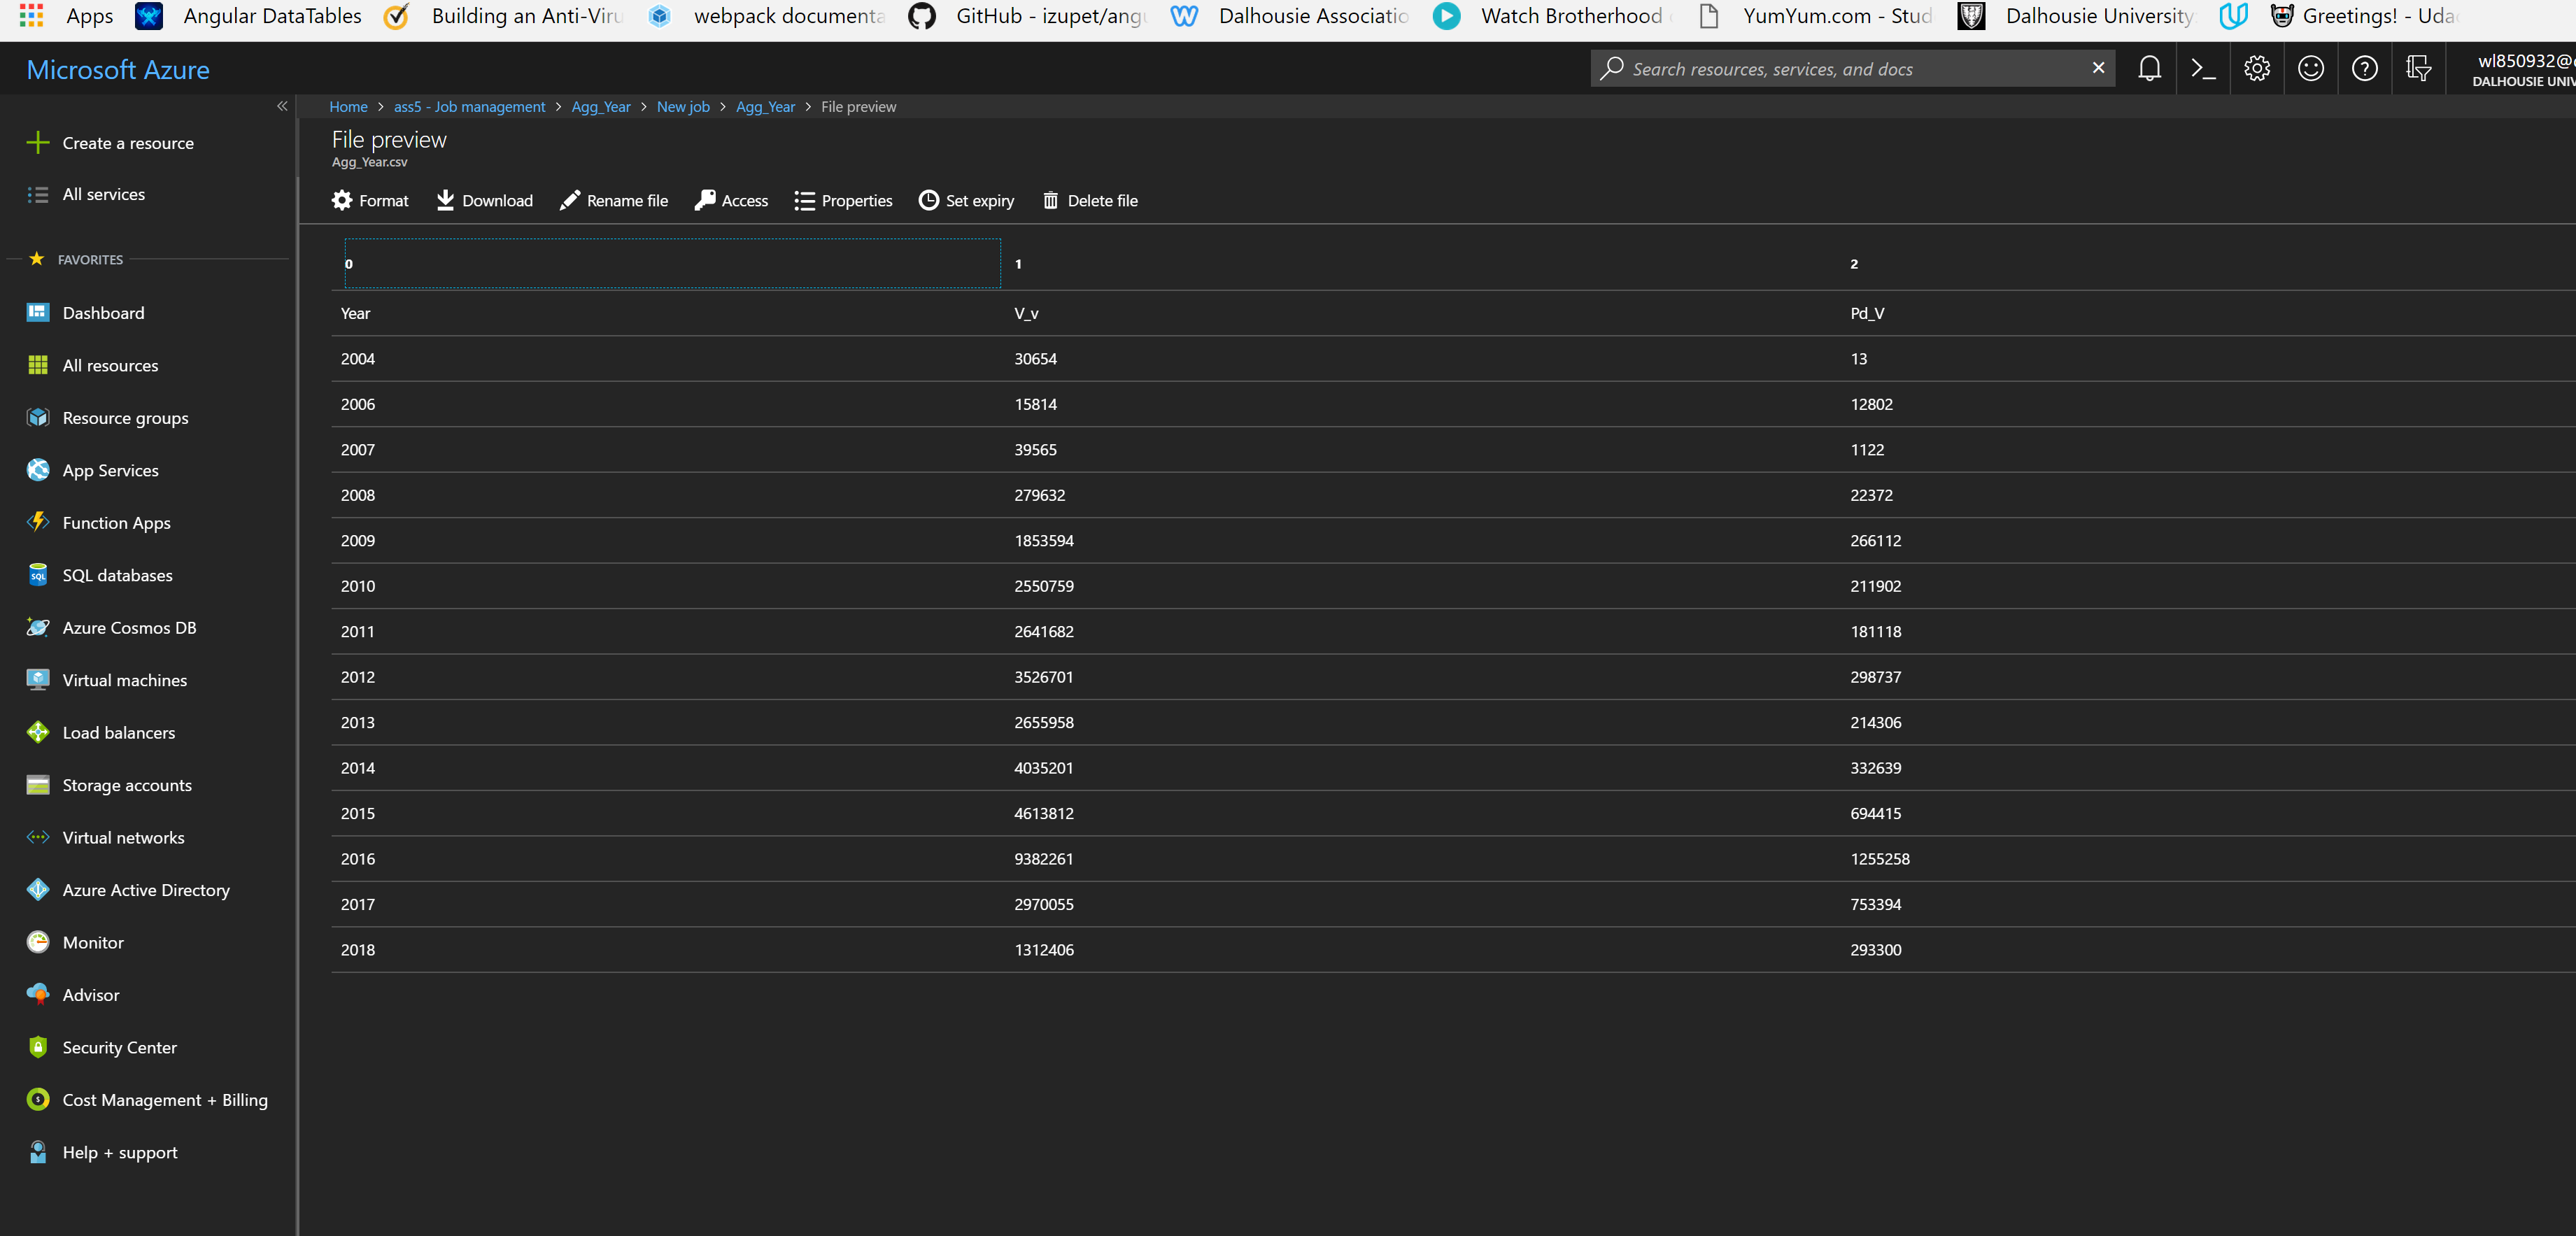 Apps Angular DataTables Building an Anti-Viru webpack documenta GitHub - izupet/angu Dalhousie Associatio Watch Brotherhood YumYum.com - Stud Dalhousie University Greetings! - Udac
Microsoft Azure Search resources, services, and docs wl850932@
DALHOUSIE UNIV
Home > ass5 - Job management > Agg_Year > New job > Agg_Year > File preview
File preview
Agg_Year.csv
Format Download Rename file Access Properties Set expiry Delete file
Create a resource
All services
FAVORITES
Dashboard
All resources
Resource groups
App Services
Function Apps
SQL databases
Azure Cosmos DB
Virtual machines
Load balancers
Storage accounts
Virtual networks
Azure Active Directory
Monitor
Advisor
Security Center
Cost Management + Billing
Help + support
0 1 2
Year V_v Pd_V
2004 30654 13
2006 15814 12802
2007 39565 1122
2008 279632 22372
2009 1853594 266112
2010 2550759 211902
2011 2641682 181118
2012 3526701 298737
2013 2655958 214306
2014 4035201 332639
2015 4613812 694415
2016 9382261 1255258
2017 2970055 753394
2018 1312406 293300